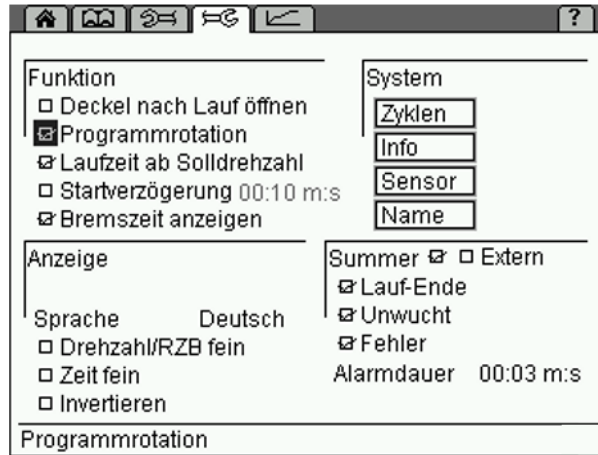 ?
Funktion
Deckel nach Lauf öffnen
Programmrotation
Laufzeit ab Solldrehzahl
Startverzögerung 00:10 m:s
Bremszeit anzeigen
System
Zyklen
Info
Sensor
Name
Anzeige
Sprache Deutsch
Drehzahl/RZB fein
Zeit fein
Invertieren
Summer Extern
Lauf-Ende
Unwucht
Fehler
Alarmdauer 00:03 m:s
Programmrotation